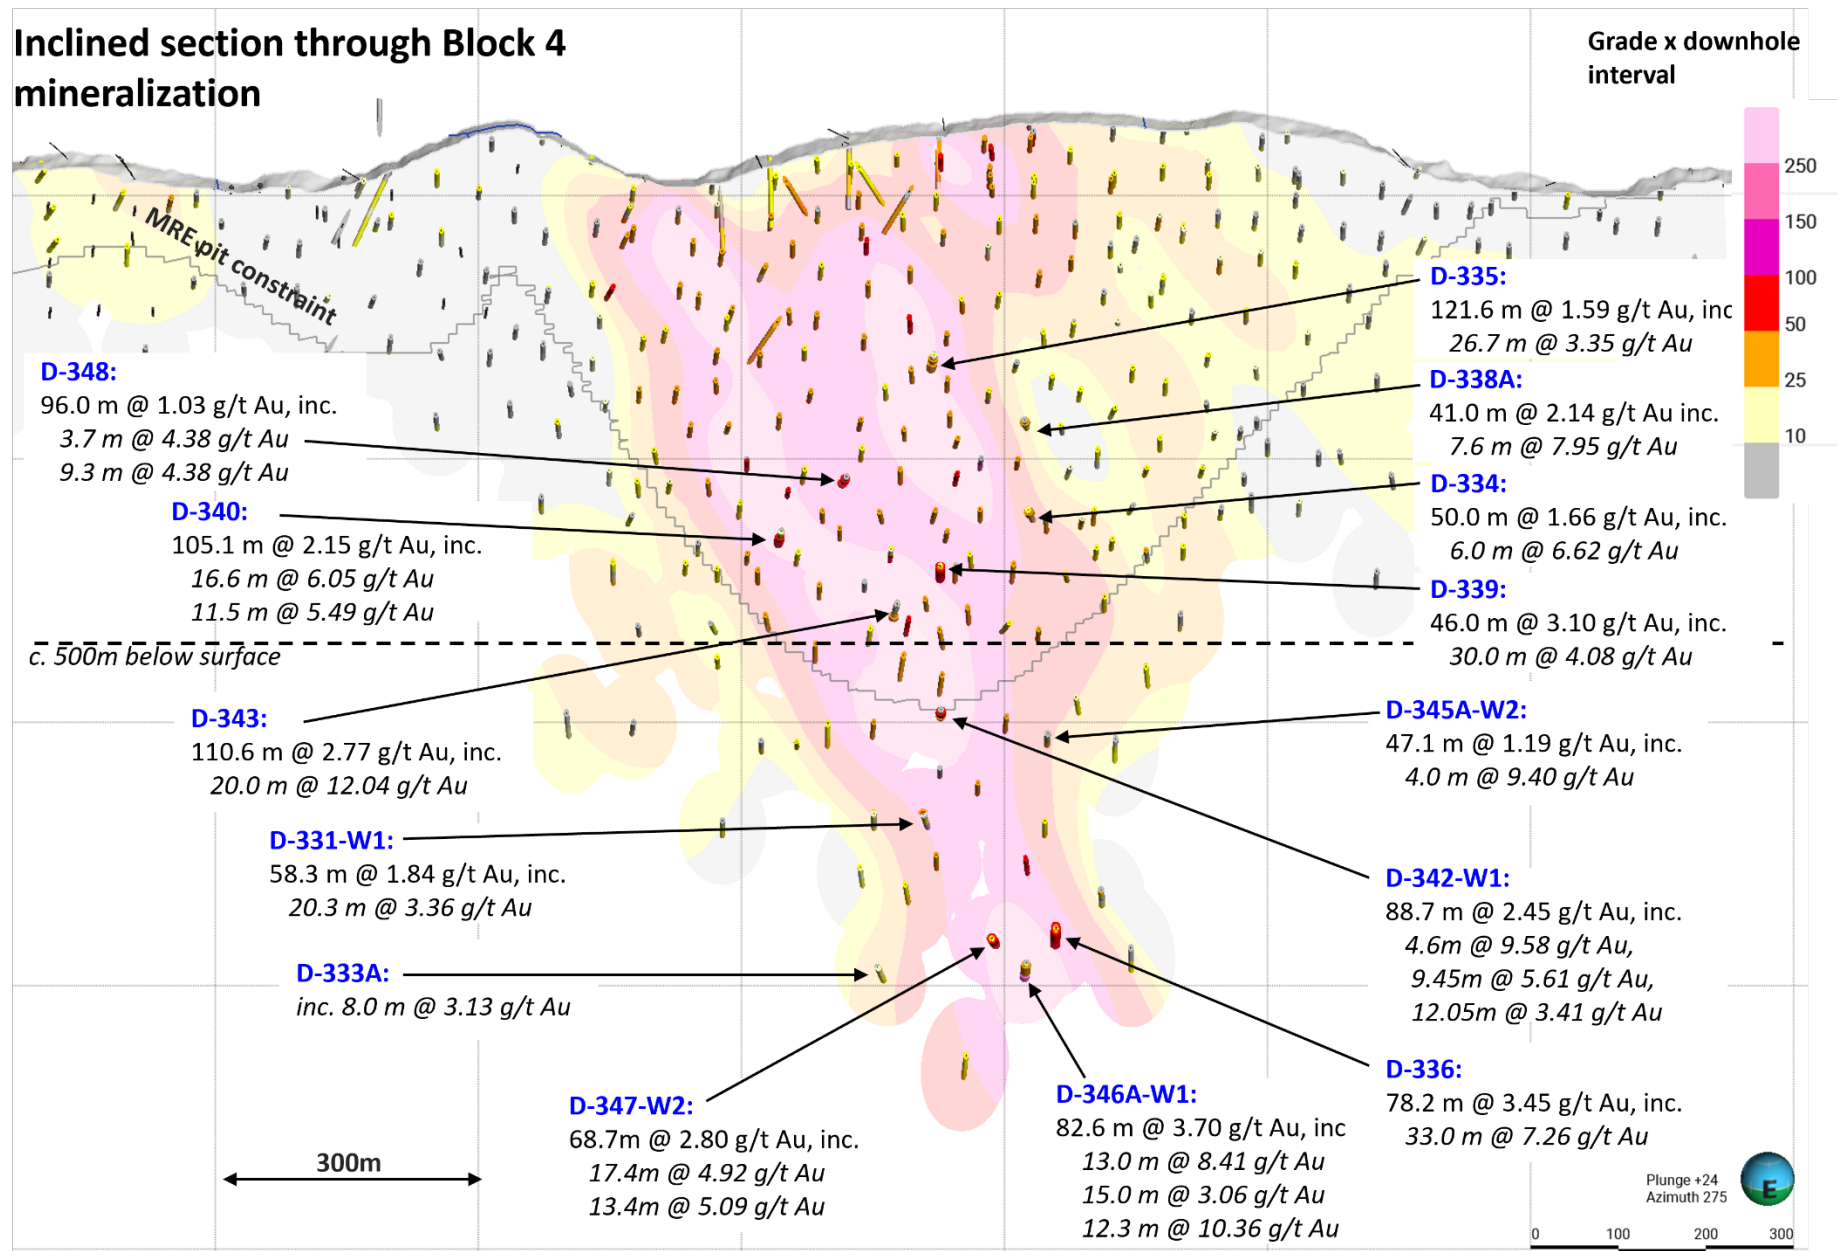 Inclined section through Block 4
mineralization
Grade x downhole
interval
250
150
100
50
25
10
MRE pit constraint
D-335:
121.6 m @ 1.59 g/t Au, inc
26.7 m @ 3.35 g/t Au
D-348:
96.0 m @ 1.03 g/t Au, inc.
3.7 m @ 4.38 g/t Au
9.3 m @ 4.38 g/t Au
D-338A:
41.0 m @ 2.14 g/t Au inc.
7.6 m @ 7.95 g/t Au
D-340:
105.1 m @ 2.15 g/t Au, inc.
16.6 m @ 6.05 g/t Au
11.5 m @ 5.49 g/t Au
D-334:
50.0 m @ 1.66 g/t Au, inc.
6.0 m @ 6.62 g/t Au
D-339:
46.0 m @ 3.10 g/t Au, inc.
30.0 m @ 4.08 g/t Au
c. 500m below surface
D-343:
110.6 m @ 2.77 g/t Au, inc.
20.0 m @ 12.04 g/t Au
D-345A-W2:
47.1 m @ 1.19 g/t Au, inc.
4.0 m @ 9.40 g/t Au
D-331-W1:
58.3 m @ 1.84 g/t Au, inc.
20.3 m @ 3.36 g/t Au
D-342-W1:
88.7 m @ 2.45 g/t Au, inc.
4.6m @ 9.58 g/t Au,
9.45m @ 5.61 g/t Au,
12.05m @ 3.41 g/t Au
D-333A:
inc. 8.0 m @ 3.13 g/t Au
D-347-W2:
68.7m @ 2.80 g/t Au, inc.
17.4m @ 4.92 g/t Au
13.4m @ 5.09 g/t Au
D-346A-W1:
82.6 m @ 3.70 g/t Au, inc
13.0 m @ 8.41 g/t Au
15.0 m @ 3.06 g/t Au
12.3 m @ 10.36 g/t Au
D-336:
78.2 m @ 3.45 g/t Au, inc.
33.0 m @ 7.26 g/t Au
300m
Plunge +24
Azimuth 275
E
0 100 200 300